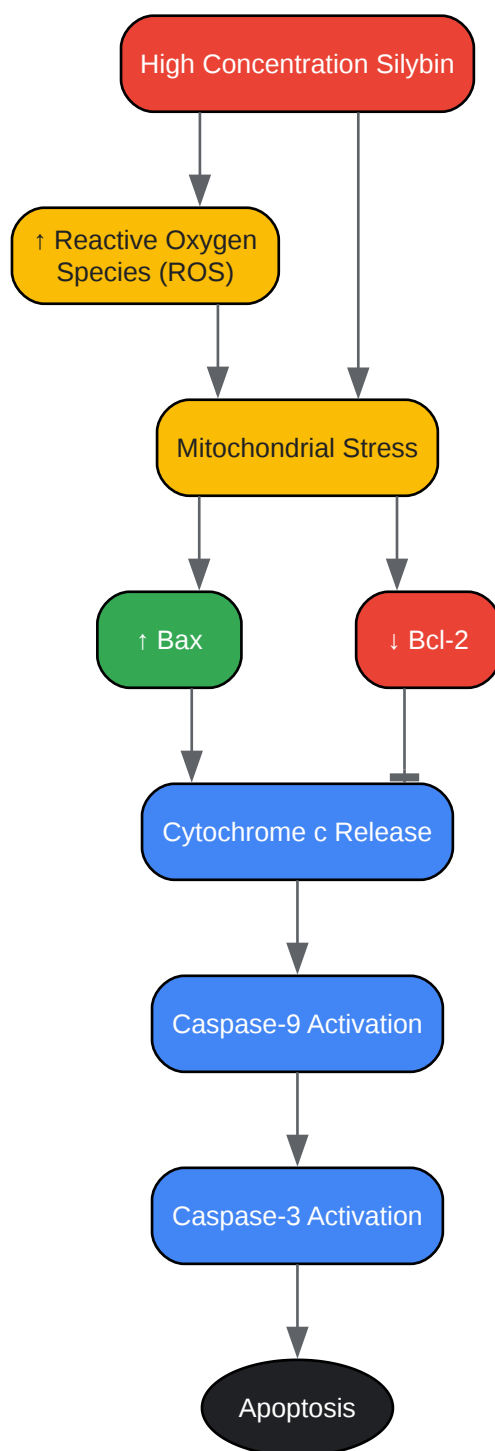 High Concentration Silybin
↑ Reactive Oxygen
Species (ROS)
Mitochondrial Stress
↑ Bax
↓ Bcl-2
Cytochrome c Release
Caspase-9 Activation
Caspase-3 Activation
Apoptosis